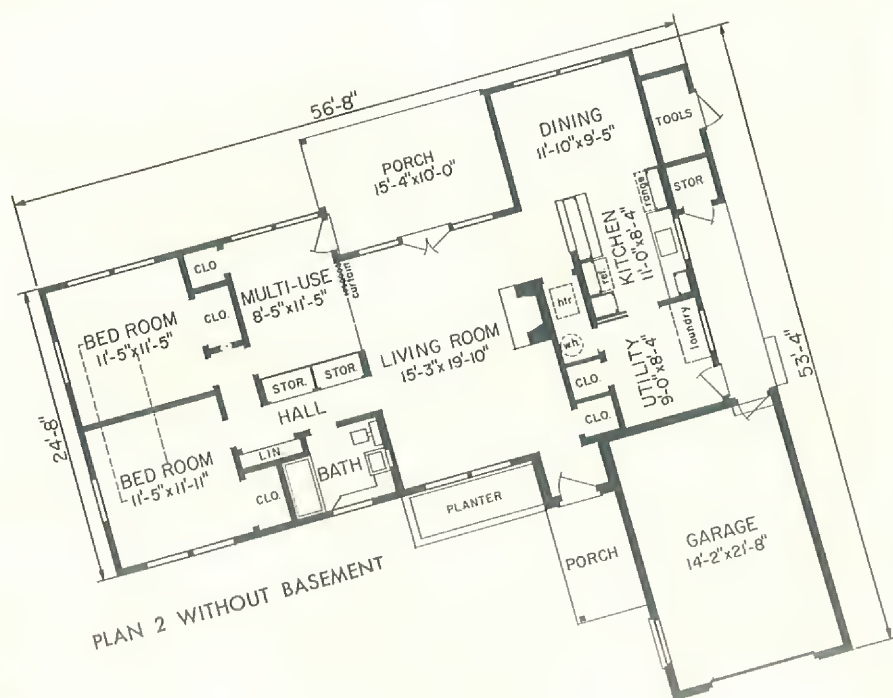 56'-8"
DINING
11'-10"x9'-5"
TOOLS
PORCH
15'-4"x10'-0"
STOR
range
KITCHEN
11'-0"x8'-4"
CLO
MULTI-USE
8'-5"x11'-5"
curtain
ref.
htr
CLO.
BED ROOM
11'-5"x11'-5"
LIVING ROOM
15'-3"x19'-10"
wh
laundry
UTILITY
9'-0"x8'-4"
53'-4"
STOR.
STOR
CLO.
CLO.
HALL
24'-8"
LIN
BATH
BED ROOM
11'-5"x11'-11"
CLO.
PLANTER
GARAGE
14'-2"x21'-8"
PORCH
PLAN 2 WITHOUT BASEMENT